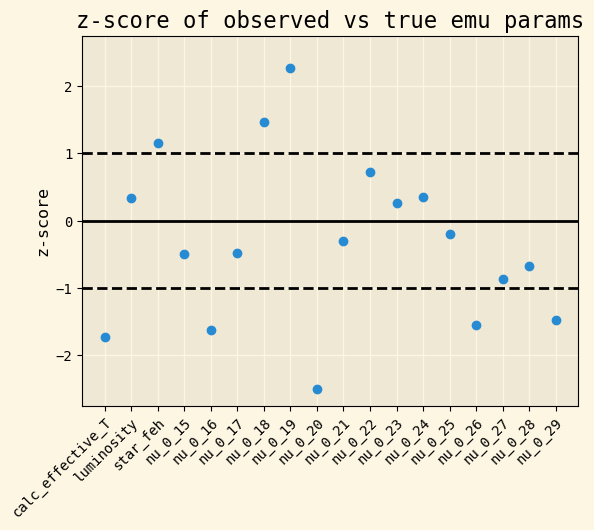 z-score of observed vs true emu params
z-score
2
1
0
−1
−2
calc_effective_T
luminosity
star_feh
nu_0_15
nu_0_16
nu_0_17
nu_0_18
nu_0_19
nu_0_20
nu_0_21
nu_0_22
nu_0_23
nu_0_24
nu_0_25
nu_0_26
nu_0_27
nu_0_28
nu_0_29